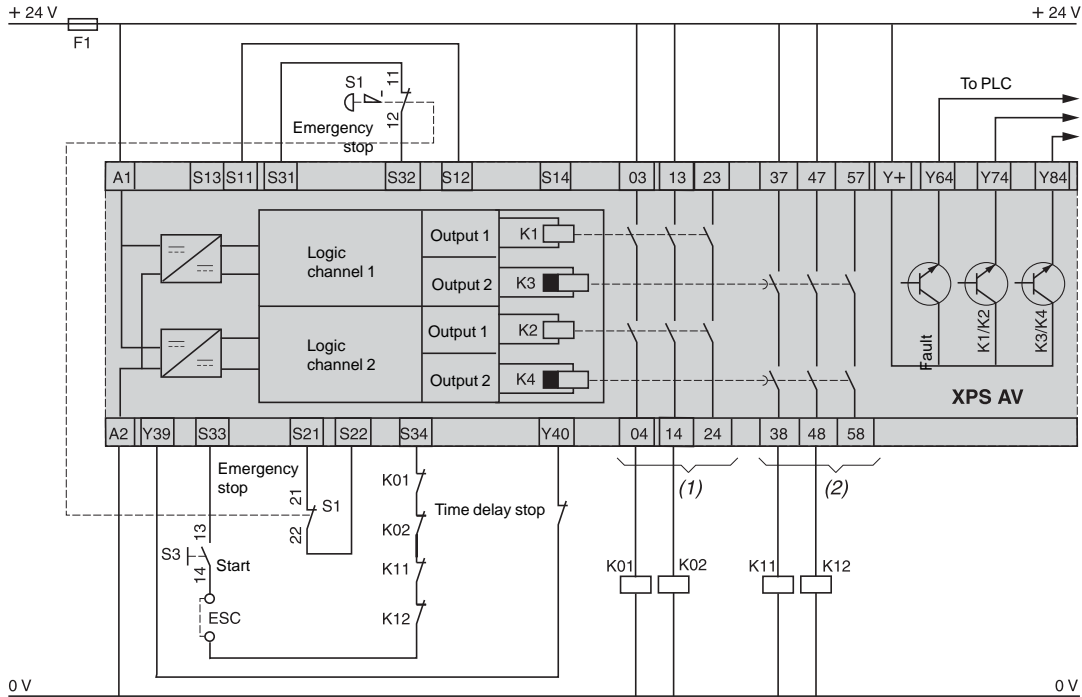 + 24 V
+ 24 V
F1
To PLC
S1
11
12
Emergency
stop
A1
S13
S11
S31
S32
S12
S14
03
13
23
37
47
57
Y+
Y64
Y74
Y84
Logic
channel 1
Output 1
K1
Output 2
K3
Logic
channel 2
Output 1
K2
Output 2
K4
Fault
K1/K2
K3/K4
XPS AV
A2
Y39
S33
S21
S22
S34
Y40
04
14
24
38
48
58
(1)
(2)
Emergency
stop
21
22
S1
K01
K02
K11
K12
Time delay stop
S3
13
14
Start
ESC
K01
K02
K11
K12
0 V
0 V